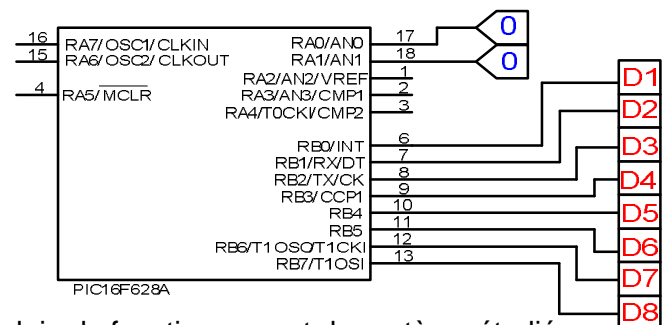 16 RA7/OSC1/CLKIN RA0/AN0 17 0
15 RA6/OSC2/CLKOUT RA1/AN1 18 0
RA2/AN2/VREF 1
4 RA5/MCLR RA3/AN3/CMP1 2
RA4/T0CKI/CMP2 3
RB0/INT 6 D1
RB1/RX/DT 7 D2
RB2/TX/CK 8 D3
RB3/CCP1 9 D4
RB4 10 D5
RB5 11 D6
RB6/T1OSO/T1CKI 12 D7
RB7/T1OSI 13 D8
PIC16F628A